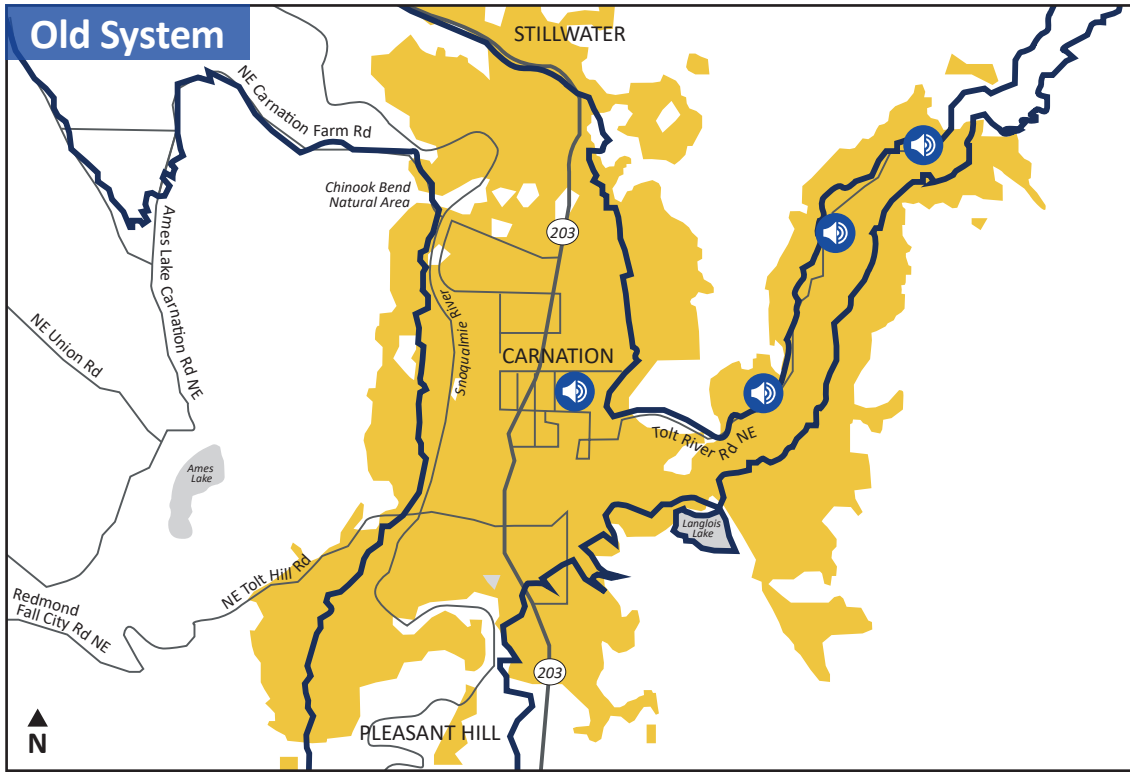 Old System
STILLWATER
NE Carnation Farm Rd
Chinook Bend
Natural Area
203
Ames Lake Carnation Rd NE
Snoqualmie River
NE Union Rd
CARNATION
Tolt River Rd NE
Ames
Lake
Langlois
Lake
NE Tolt Hill Rd
Redmond
Fall City Rd NE
203
PLEASANT HILL
N